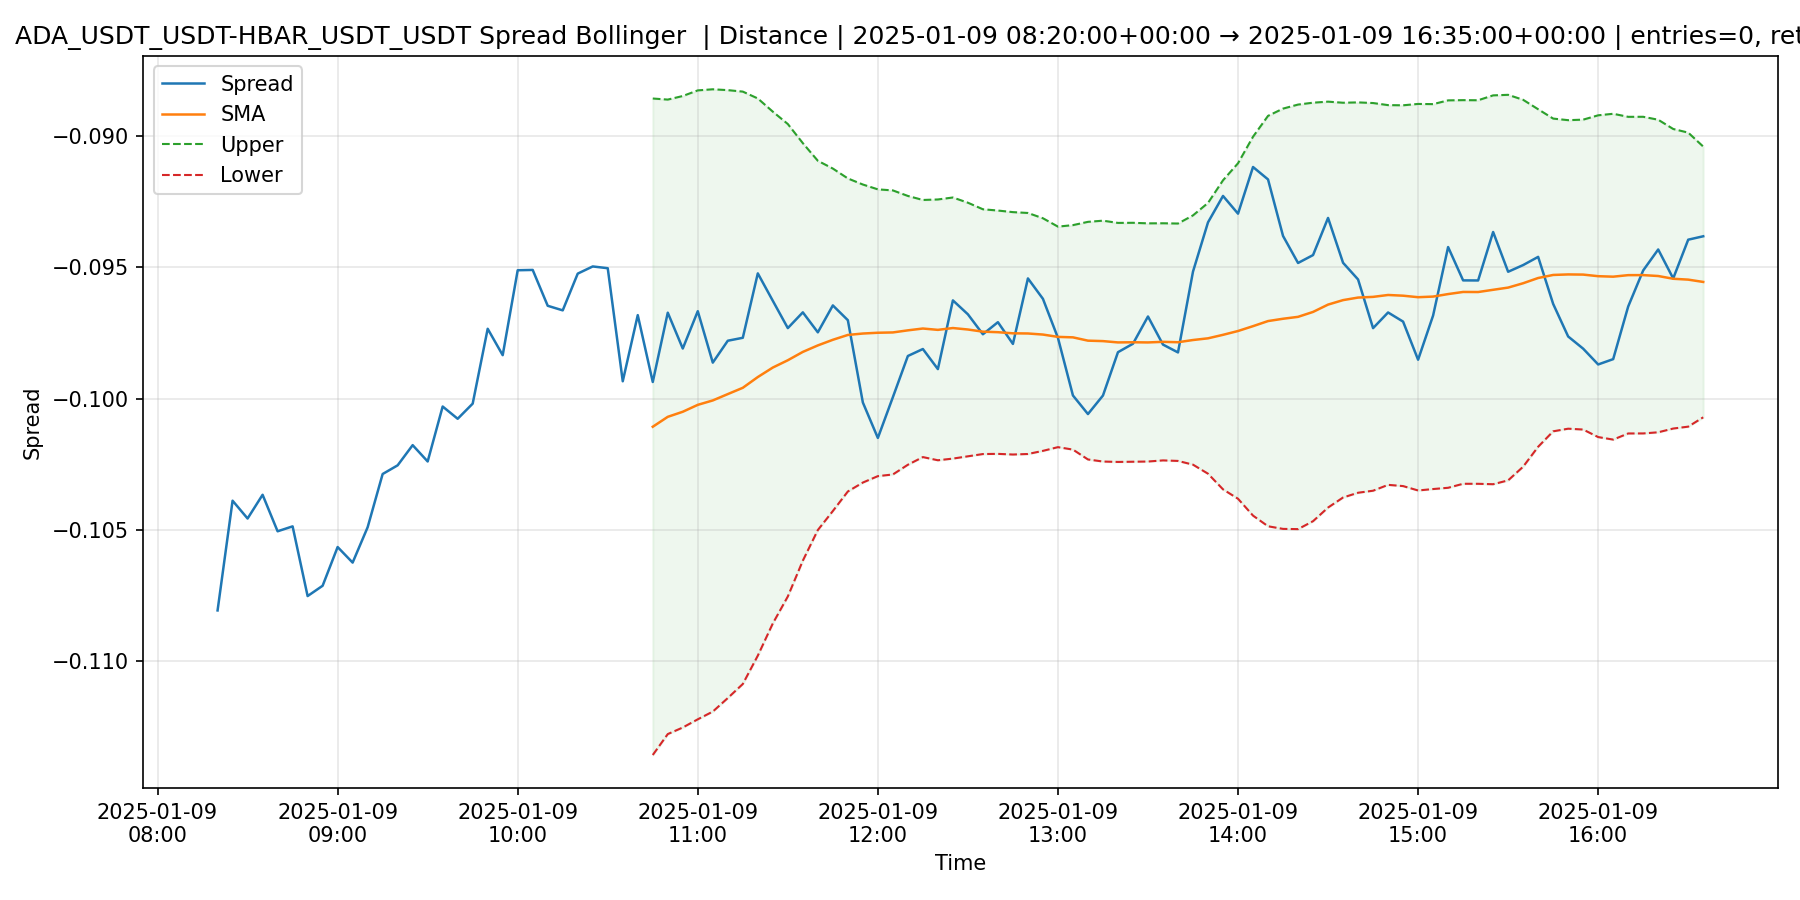 ADA_USDT_USDT-HBAR_USDT_USDT Spread Bollinger | Distance | 2025-01-09 08:20:00+00:00 → 2025-01-09 16:35:00+00:00 | entries=0, ret
Spread
SMA
Upper
Lower
−0.090
−0.095
−0.100
−0.105
−0.110
Spread
2025-01-09 2025-01-09 2025-01-09 2025-01-09 2025-01-09 2025-01-09 2025-01-09 2025-01-09 2025-01-09
08:00 09:00 10:00 11:00 12:00 13:00 14:00 15:00 16:00
Time